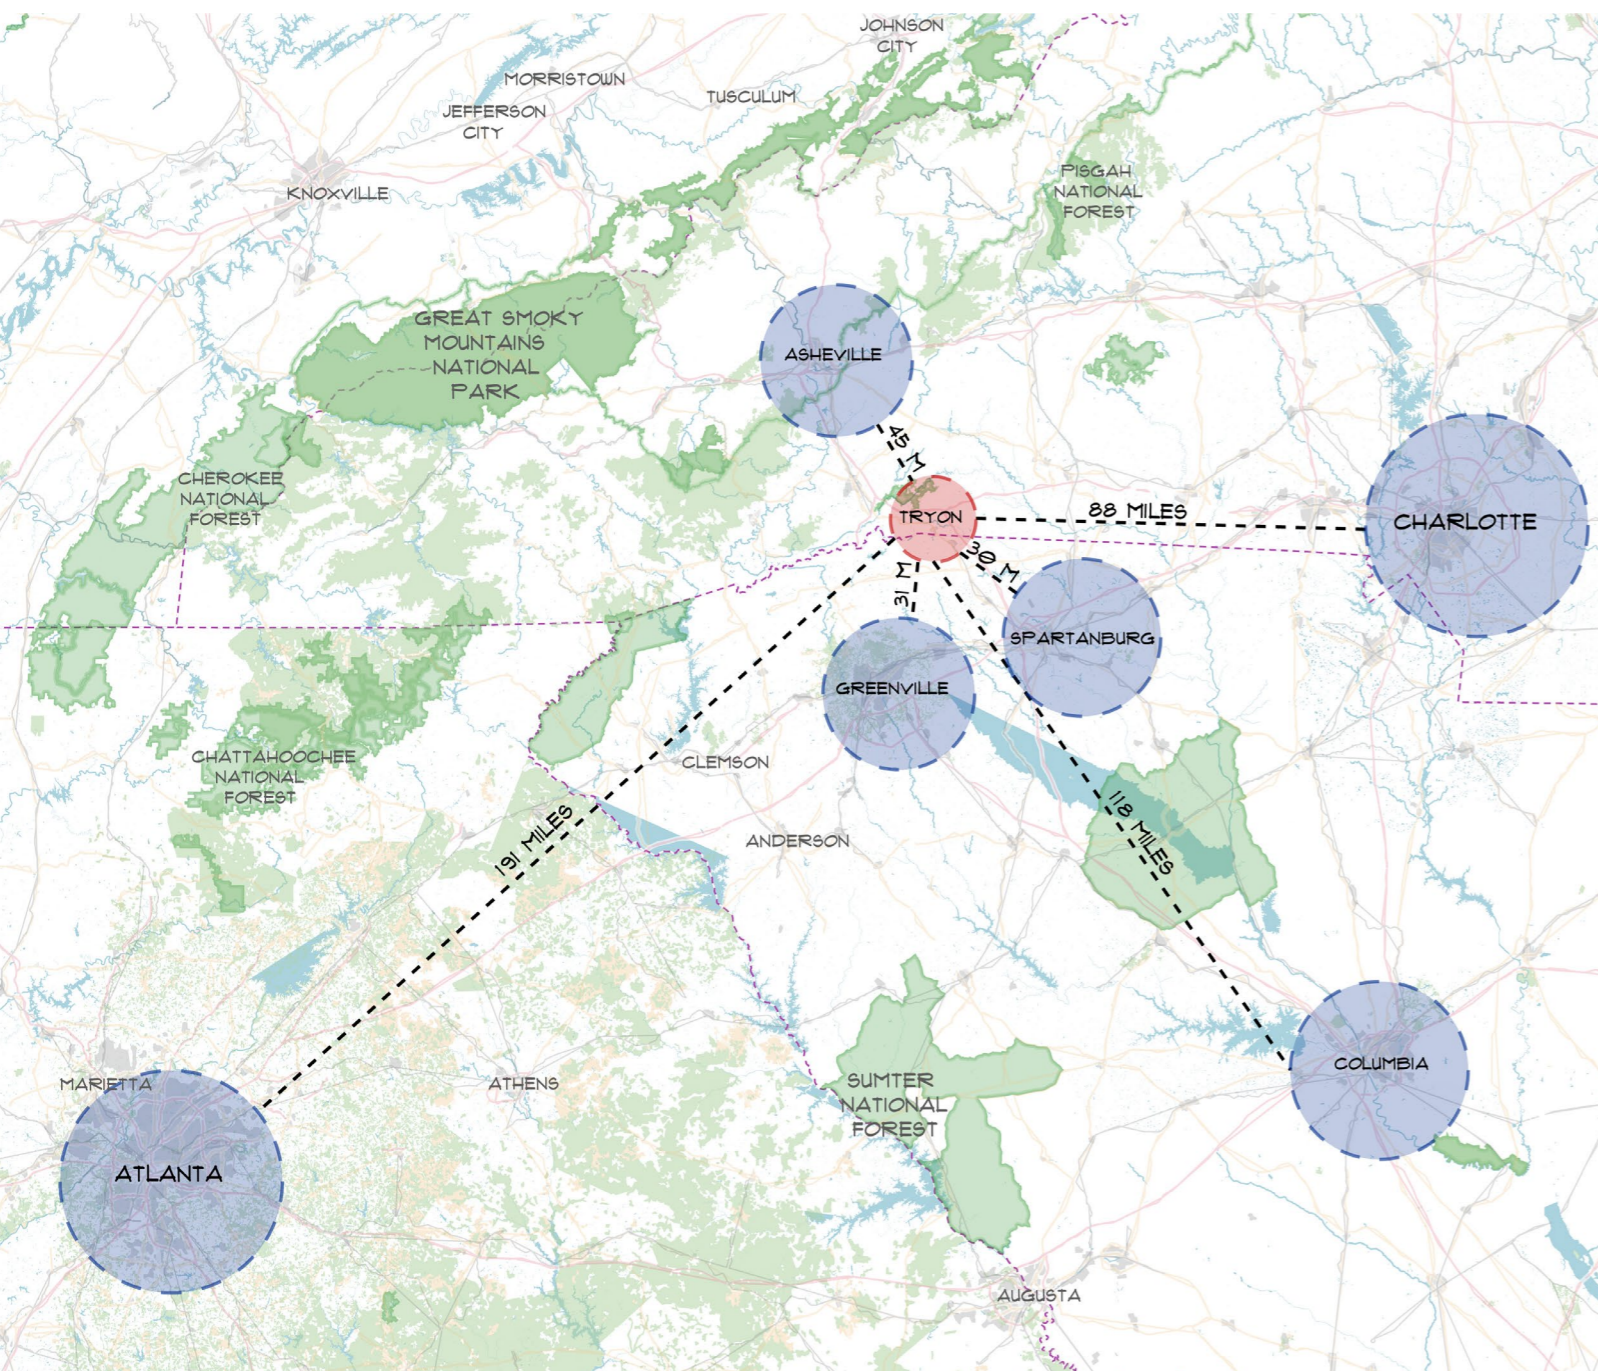 JOHNSON
CITY
MORRISTOWN
TUSCULUM
JEFFERSON
CITY
PISGAH
NATIONAL
FOREST
KNOXVILLE
GREAT SMOKY
MOUNTAINS
NATIONAL
PARK
ASHEVILLE
45 M
CHEROKEE
NATIONAL
FOREST
TRYON
88 MILES
CHARLOTTE
30 M
31 M
SPARTANBURG
GREENVILLE
CHATTAHOOCHEE
NATIONAL
FOREST
CLEMSON
191 MILES
118 MILES
ANDERSON
MARIETTA
ATHENS
SUMTER
NATIONAL
FOREST
COLUMBIA
ATLANTA
AUGUSTA